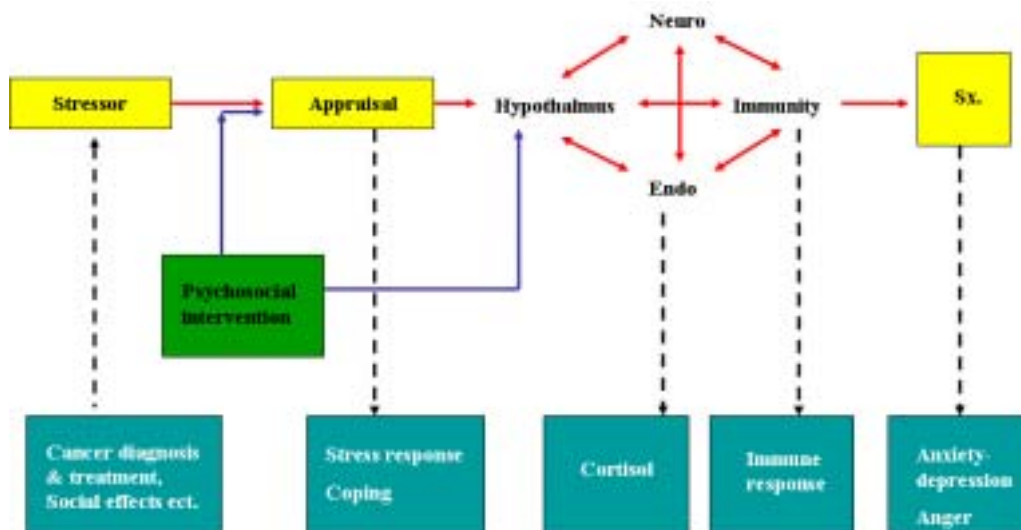 Neuro
Stressor
Appraisal
Hypothalmus
Immunity
Sx.
Endo
Psychosocial
intervention
Cancer diagnosis
& treatment,
Social effects ect.
Stress response
Coping
Cortisol
Immune
response
Anxiety-
depression
Anger